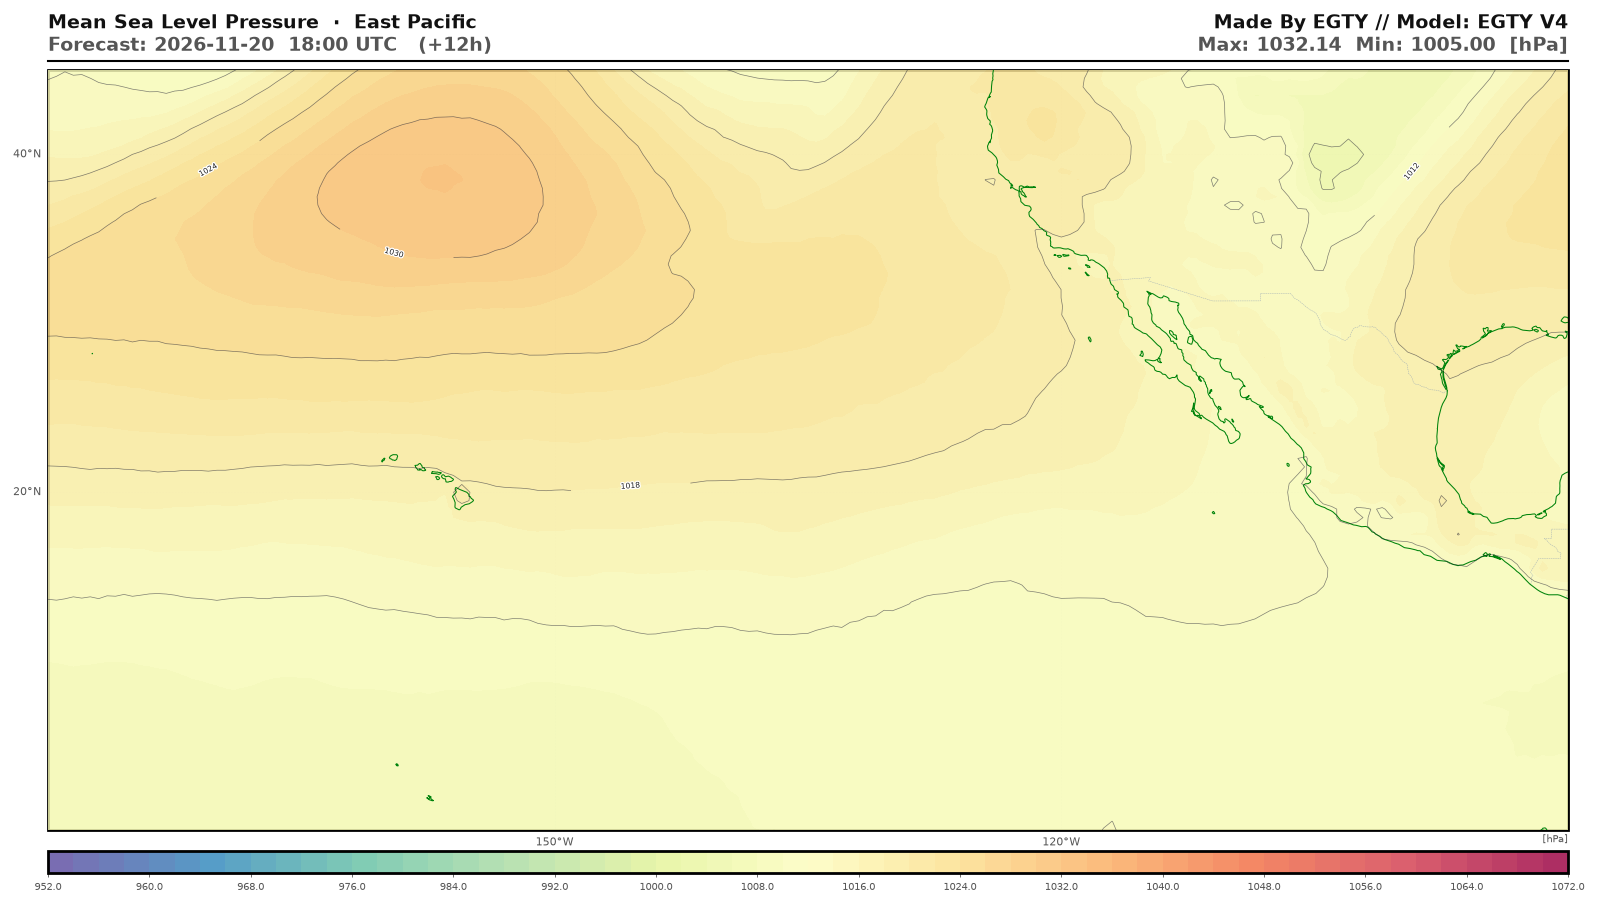 Mean Sea Level Pressure · East Pacific
Made By EGTY // Model: EGTY V4
Forecast: 2026-11-20 18:00 UTC (+12h)
Max: 1032.14 Min: 1005.00 [hPa]
40°N
1024
1012
1030
20°N
1018
150°W
120°W
[hPa]
952.0 960.0 968.0 976.0 984.0 992.0 1000.0 1008.0 1016.0 1024.0 1032.0 1040.0 1048.0 1056.0 1064.0 1072.0